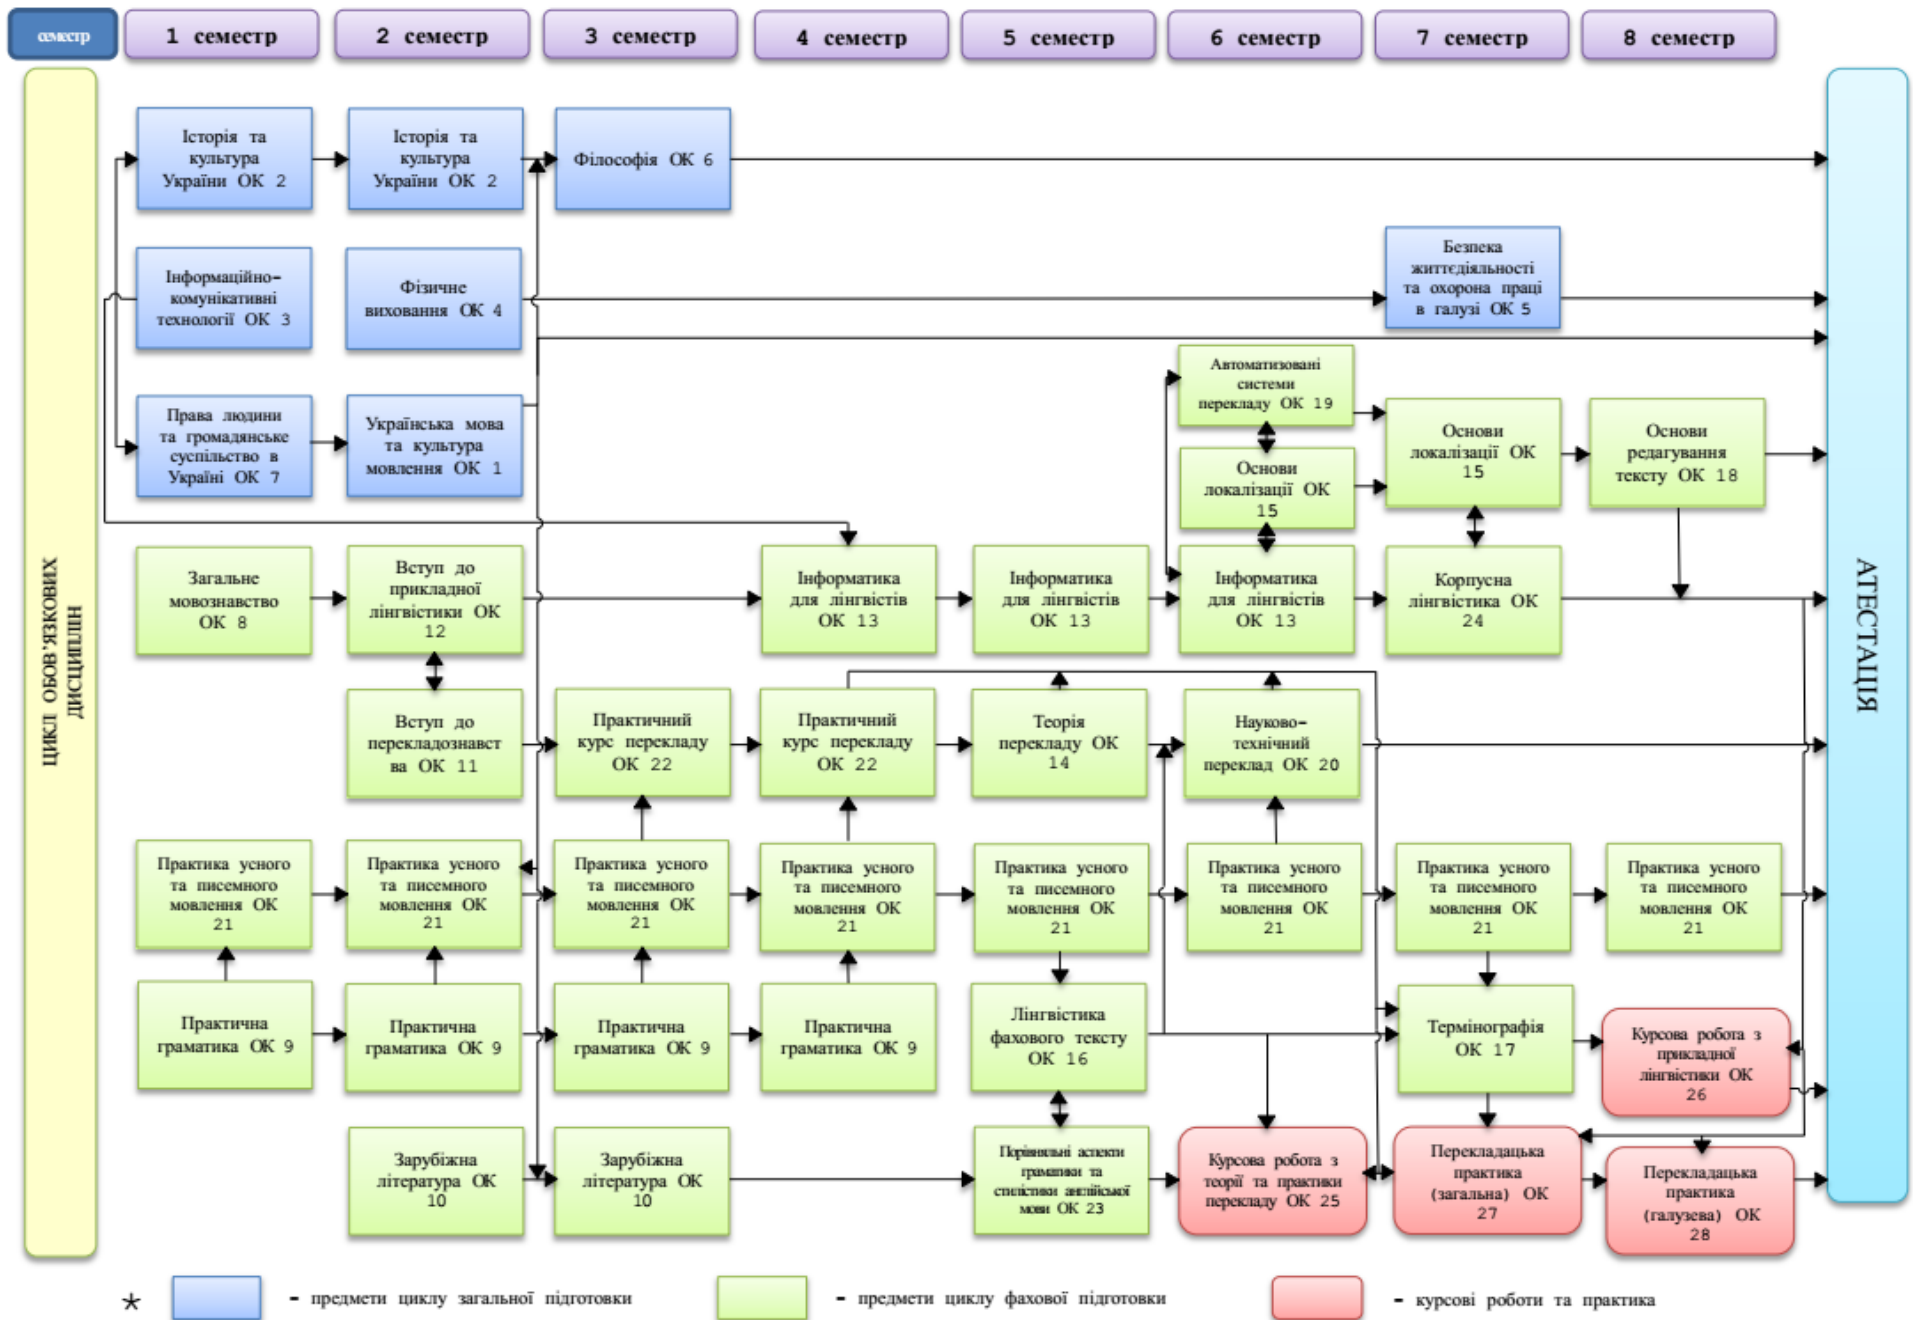 семестр
1 семестр
2 семестр
3 семестр
4 семестр
5 семестр
6 семестр
7 семестр
8 семестр
ЦИКЛ ОБОВ'ЯЗКОВИХ
ДИСЦИПЛІН
Історія та
культура
України ОК 2
Історія та
культура
України ОК 2
Філософія ОК 6
Інформаційно-
комунікативні
технології ОК 3
Фізичне
виховання ОК 4
Безпека
життєдіяльності
та охорона праці
в галузі ОК 5
Права людини
та громадянське
суспільство в
Україні ОК 7
Українська мова
та культура
мовлення ОК 1
Автоматизовані
системи
перекладу ОК 19
Основи
локалізації ОК
15
Основи
локалізації ОК
15
Основи
редагування
тексту ОК 18
Загальне
мовознавство
ОК 8
Вступ до
прикладної
лінгвістики ОК
12
Інформатика
для лінгвістів
ОК 13
Інформатика
для лінгвістів
ОК 13
Інформатика
для лінгвістів
ОК 13
Корпусна
лінгвістика ОК
24
Вступ до
перекладознавст
ва ОК 11
Практичний
курс перекладу
ОК 22
Практичний
курс перекладу
ОК 22
Теорія
перекладу ОК
14
Науково-
технічний
переклад ОК 20
Практика усного
та писемного
мовлення ОК
21
Практика усного
та писемного
мовлення ОК
21
Практика усного
та писемного
мовлення ОК
21
Практика усного
та писемного
мовлення ОК
21
Практика усного
та писемного
мовлення ОК
21
Практика усного
та писемного
мовлення ОК
21
Практика усного
та писемного
мовлення ОК
21
Практика усного
та писемного
мовлення ОК
21
Практична
граматика ОК 9
Практична
граматика ОК 9
Практична
граматика ОК 9
Практична
граматика ОК 9
Лінгвістика
фахового тексту
ОК 16
Термінографія
ОК 17
Курсова робота з
прикладної
лінгвістики ОК
26
Зарубіжна
література ОК
10
Зарубіжна
література ОК
10
Порівняльні аспекти
граматики та
стилістики англійської
мови ОК 23
Курсова робота з
теорії та практики
перекладу ОК 25
Перекладацька
практика
(загальна) ОК
27
Перекладацька
практика
(галузева) ОК
28
АТЕСТАЦІЯ
*
- предмети циклу загальної підготовки
- предмети циклу фахової підготовки
- курсові роботи та практика